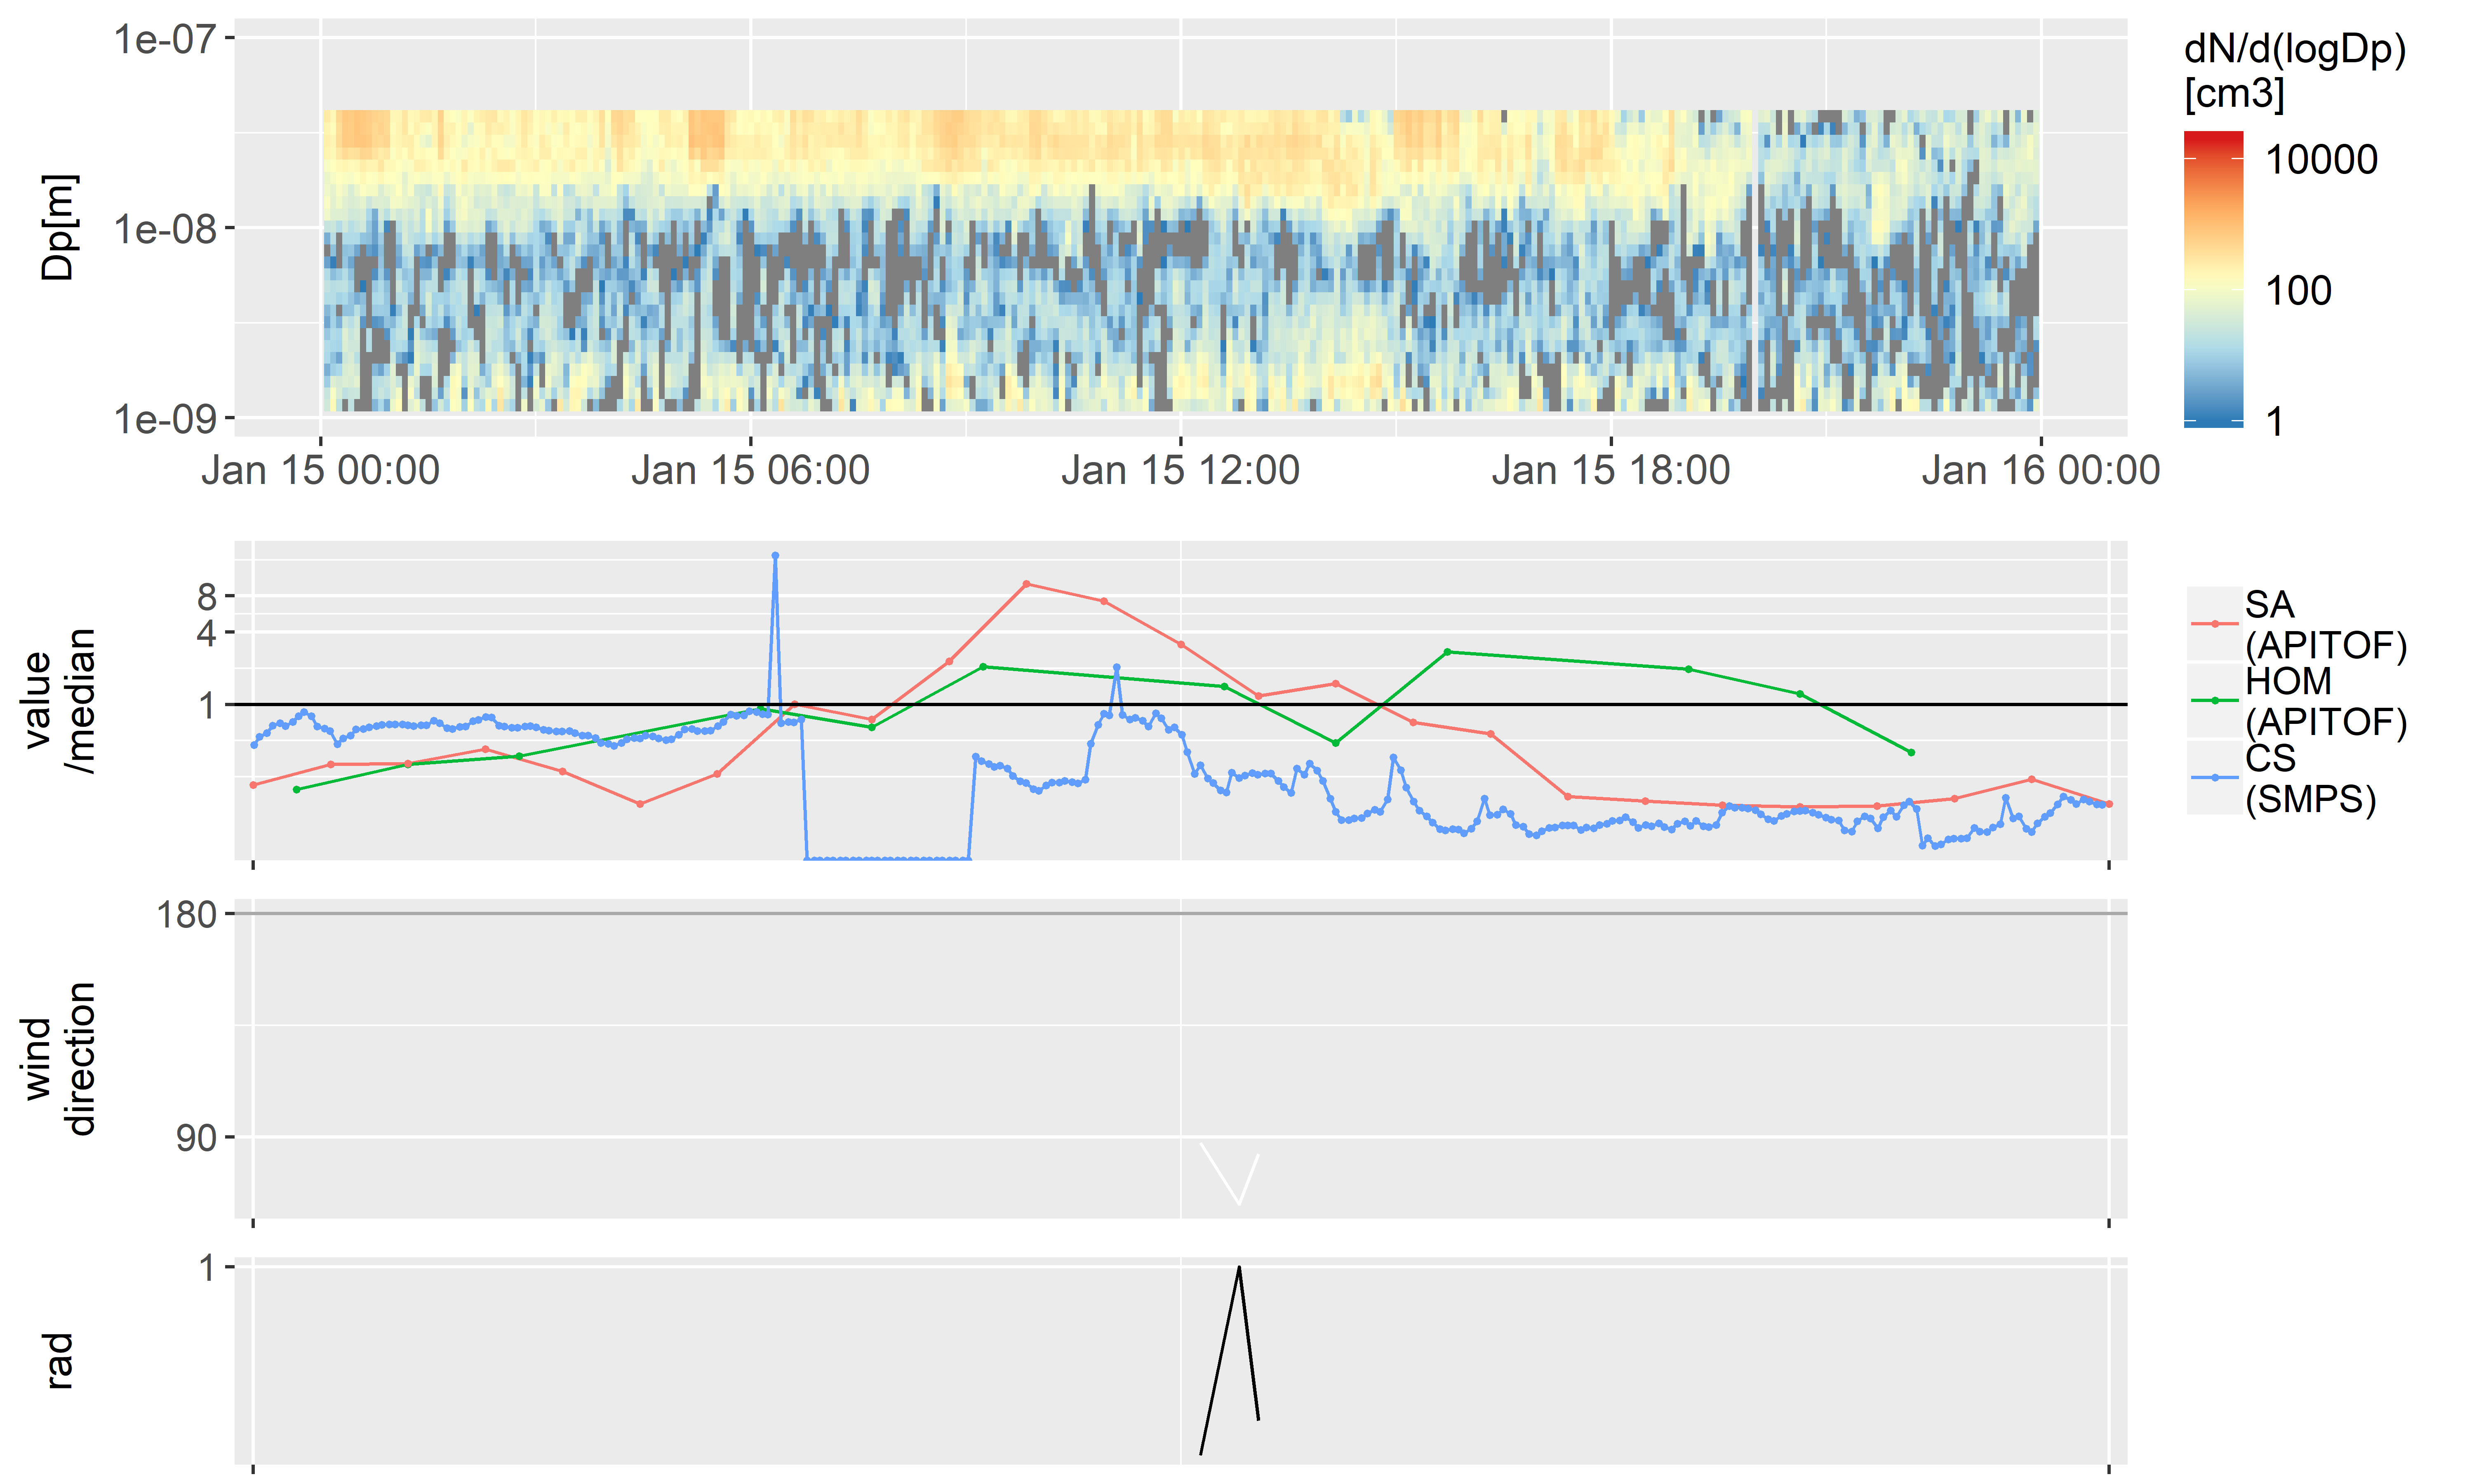 1e-07
1e-08
1e-09
Dp[m]
Jan 15 00:00
Jan 15 06:00
Jan 15 12:00
Jan 15 18:00
Jan 16 00:00
dN/d(logDp)
[cm3]
10000
100
1
8
4
1
value
/median
SA
(APITOF)
HOM
(APITOF)
CS
(SMPS)
180
90
wind
direction
1
rad